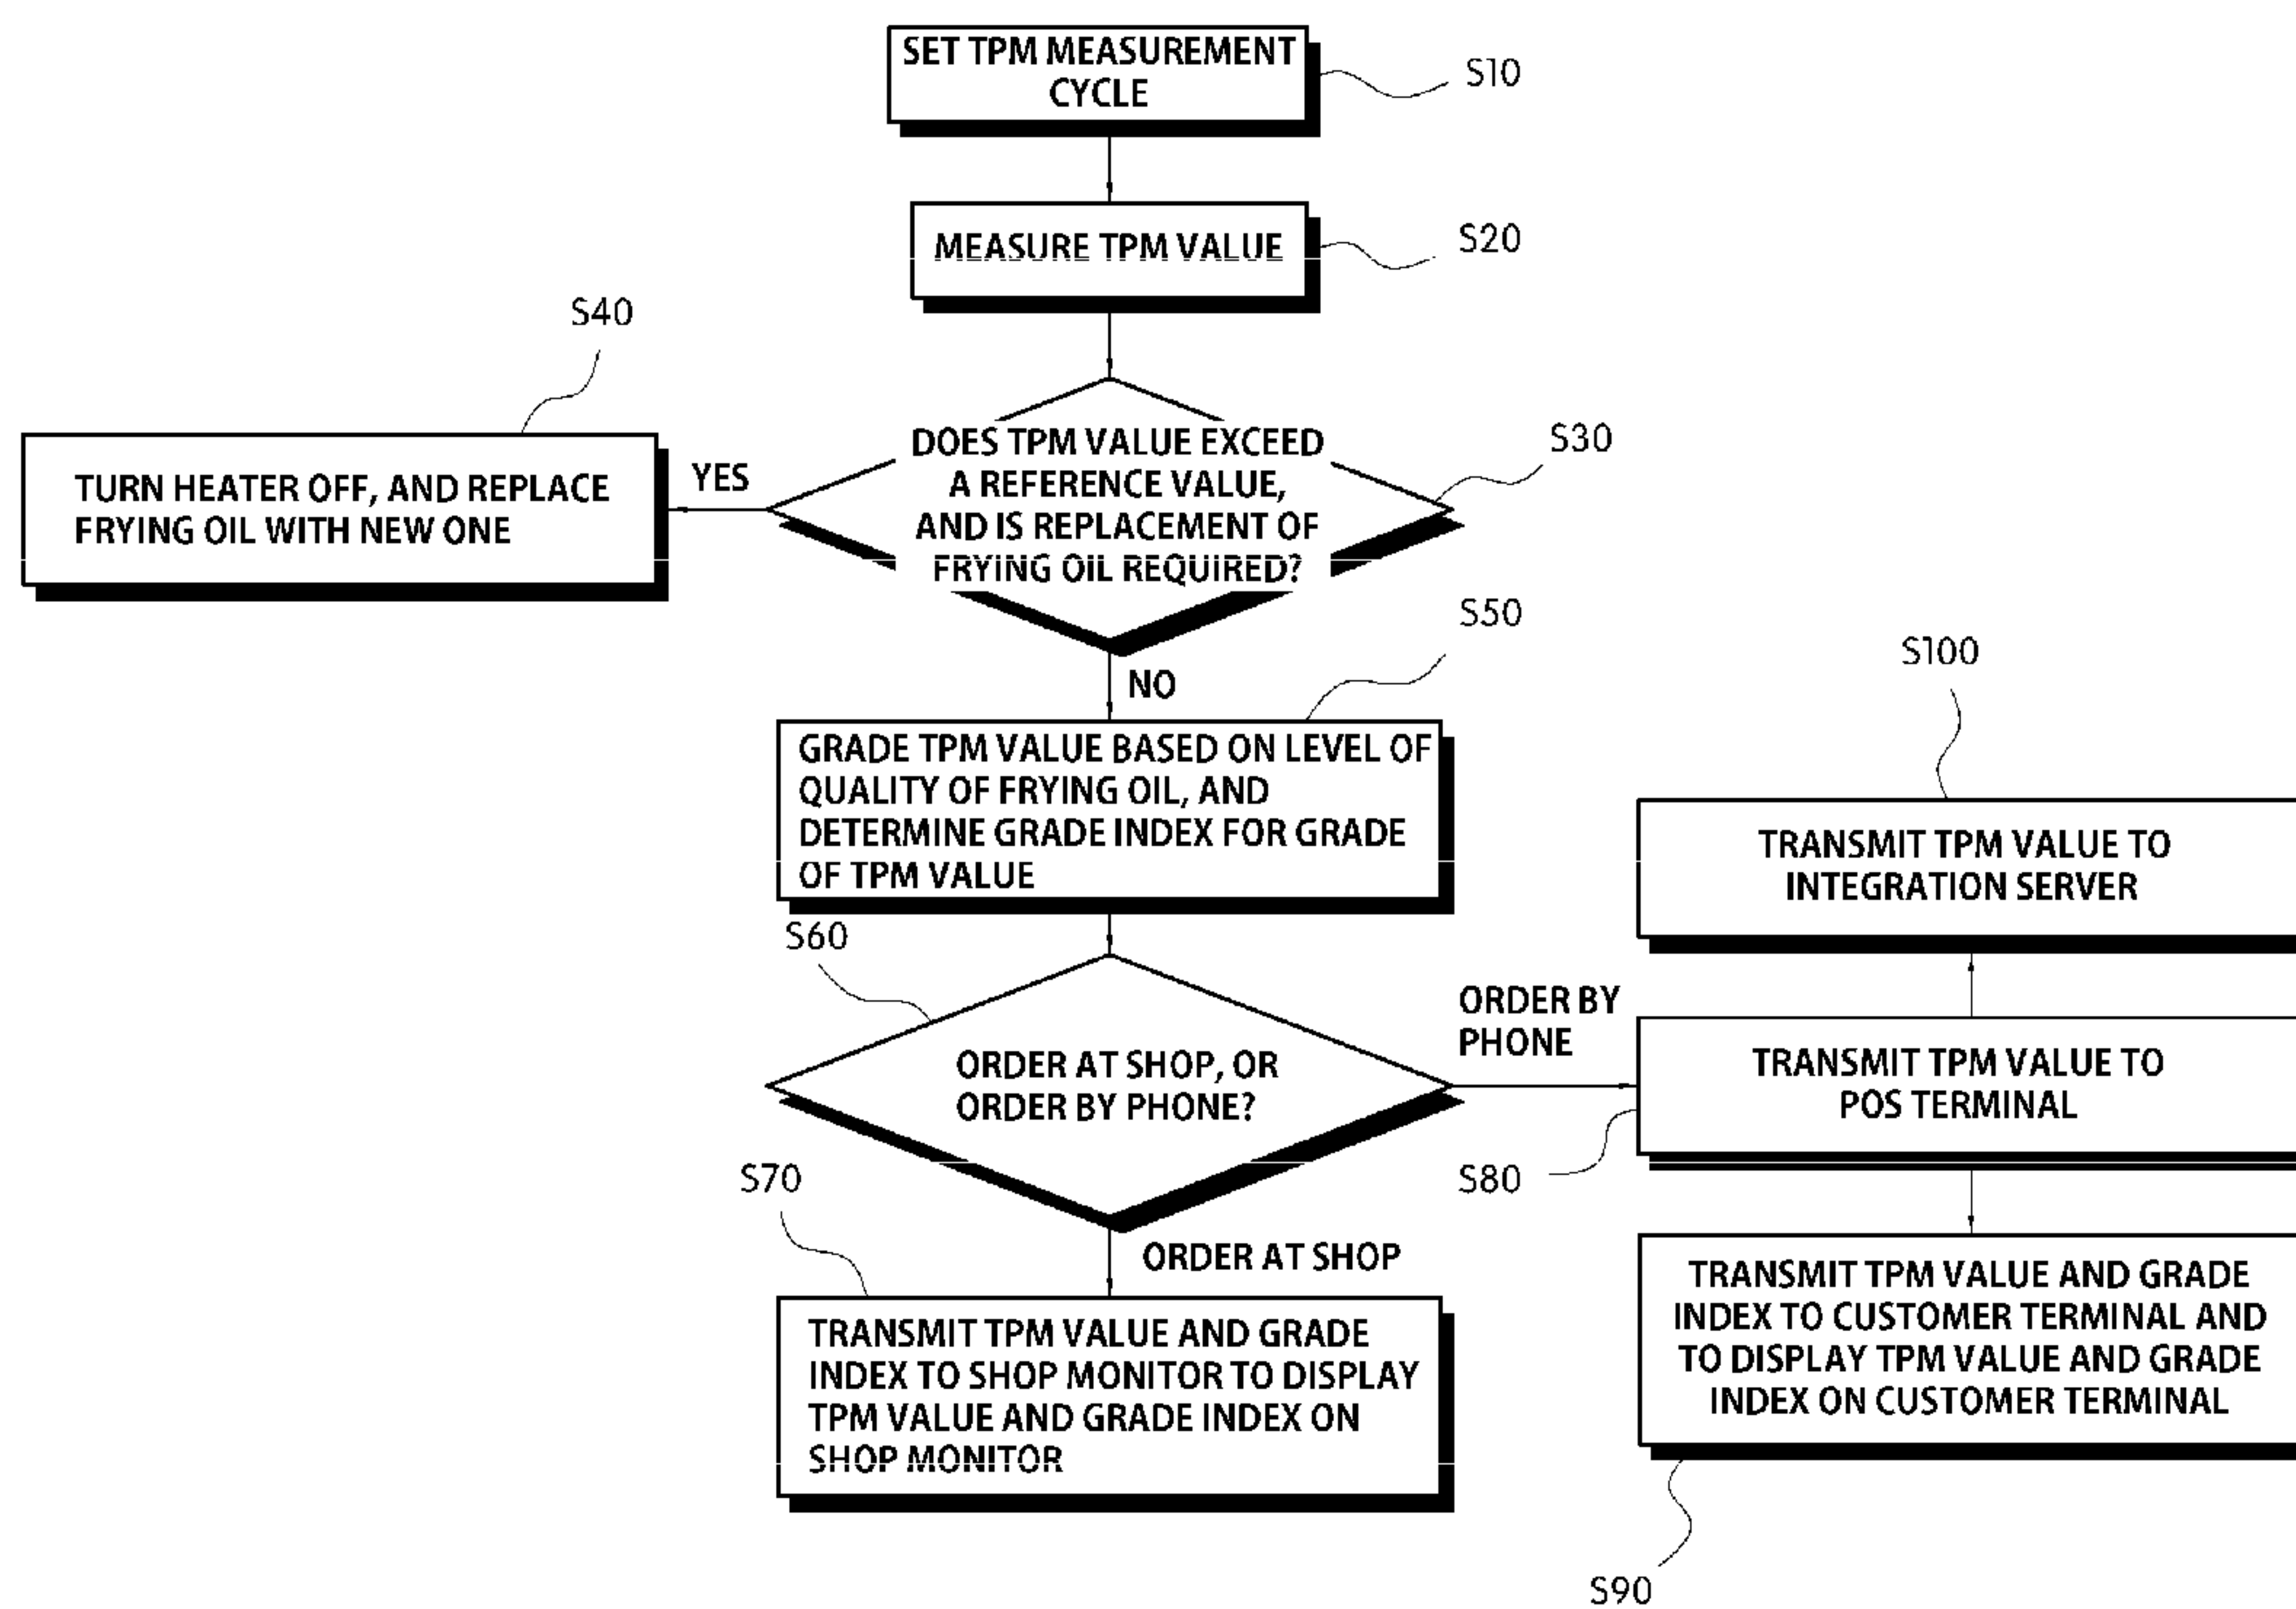 SET TPM MEASUREMENT
CYCLE
S10
MEASURE TPM VALUE
S20
S40
TURN HEATER OFF, AND REPLACE
FRYING OIL WITH NEW ONE
YES
DOES TPM VALUE EXCEED
A REFERENCE VALUE,
AND IS REPLACEMENT OF
FRYING OIL REQUIRED?
S30
NO
S50
GRADE TPM VALUE BASED ON LEVEL OF
QUALITY OF FRYING OIL, AND
DETERMINE GRADE INDEX FOR GRADE
OF TPM VALUE
S60
ORDER AT SHOP, OR
ORDER BY PHONE?
ORDER BY
PHONE
S100
TRANSMIT TPM VALUE TO
INTEGRATION SERVER
TRANSMIT TPM VALUE TO
POS TERMINAL
S80
S70
ORDER AT SHOP
TRANSMIT TPM VALUE AND GRADE
INDEX TO SHOP MONITOR TO DISPLAY
TPM VALUE AND GRADE INDEX ON
SHOP MONITOR
TRANSMIT TPM VALUE AND GRADE
INDEX TO CUSTOMER TERMINAL AND
TO DISPLAY TPM VALUE AND GRADE
INDEX ON CUSTOMER TERMINAL
S90